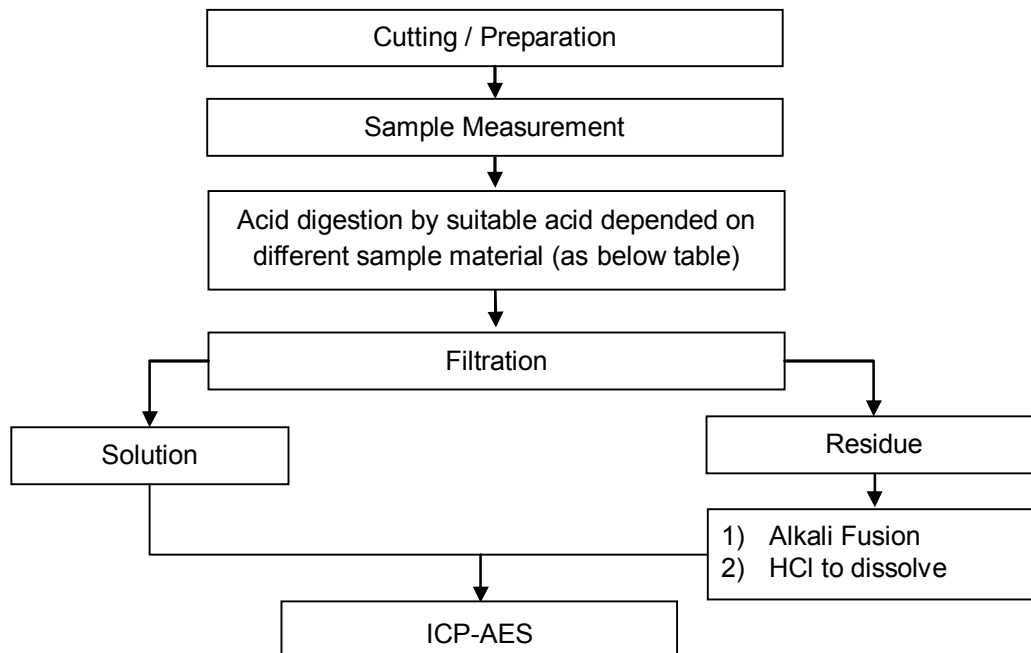 Cutting / Preparation
Sample Measurement
Acid digestion by suitable acid depended on
different sample material (as below table)
Filtration
Solution
Residue
1) Alkali Fusion
2) HCl to dissolve
ICP-AES